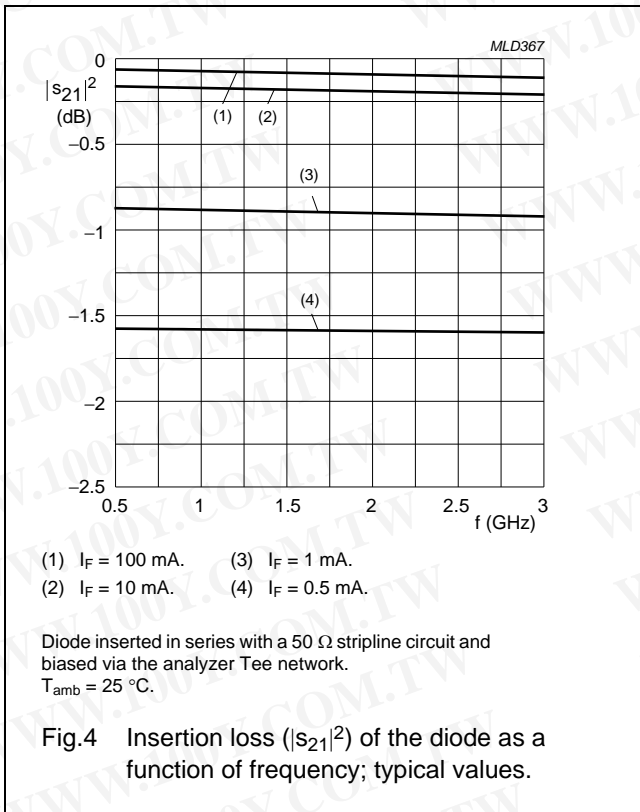 MLD367
0
|s21|2
(dB)
(1)
(2)
−0.5
(3)
−1
(4)
−1.5
−2
−2.5
0.5 1 1.5 2 2.5 3
f (GHz)
(1) IF = 100 mA. (3) IF = 1 mA.
(2) IF = 10 mA. (4) IF = 0.5 mA.
Diode inserted in series with a 50 Ω stripline circuit and
biased via the analyzer Tee network.
Tamb = 25 °C.
Fig.4 Insertion loss (|s21|2) of the diode as a
function of frequency; typical values.
WWW.100Y.COM.TW